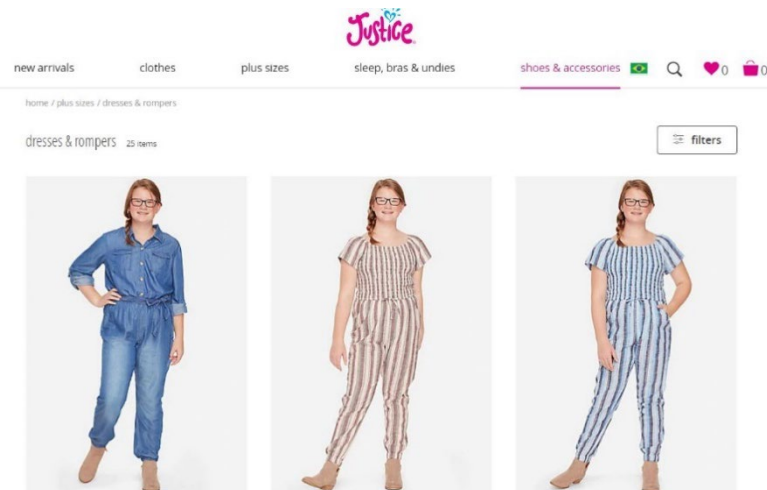 Justice
new arrivals clothes plus sizes sleep, bras & undies shoes & accessories 0 0
home / plus sizes / dresses & rompers
dresses & rompers 25 items filters